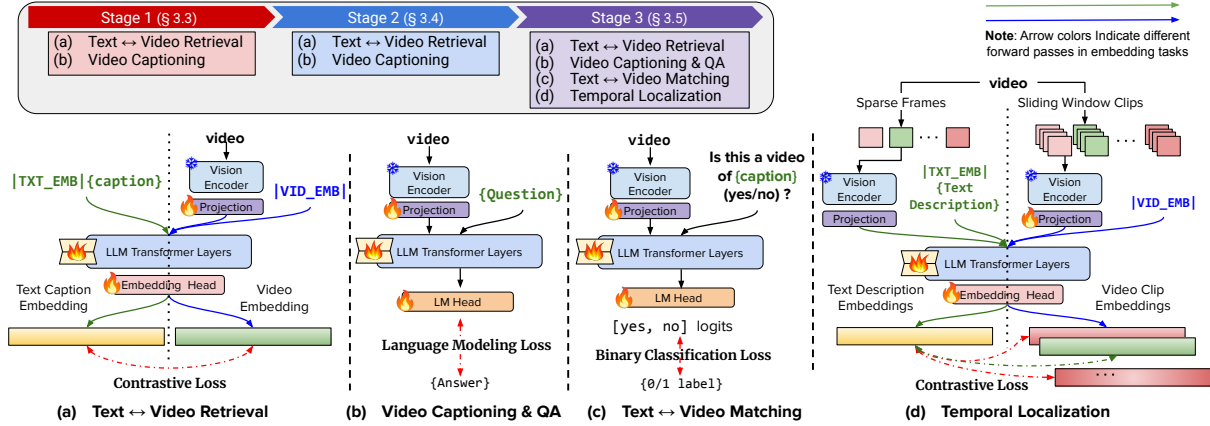 Stage 1 (§ 3.3)
(a) Text ↔ Video Retrieval
(b) Video Captioning
Stage 2 (§ 3.4)
(a) Text ↔ Video Retrieval
(b) Video Captioning
Stage 3 (§ 3.5)
(a) Text ↔ Video Retrieval
(b) Video Captioning & QA
(c) Text ↔ Video Matching
(d) Temporal Localization
Note: Arrow colors Indicate different
forward passes in embedding tasks
video
Vision
Encoder
Projection
|TXT_EMB|{caption}
|VID_EMB|
LLM Transformer Layers
Embedding Head
Text Caption
Embedding
Video
Embedding
Contrastive Loss
(a) Text ↔ Video Retrieval
video
Vision
Encoder
Projection
{Question}
LLM Transformer Layers
LM Head
Language Modeling Loss
{Answer}
(b) Video Captioning & QA
video
Vision
Encoder
Projection
Is this a video
of {caption}
(yes/no) ?
LLM Transformer Layers
LM Head
[yes, no] logits
Binary Classification Loss
{0/1 label}
(c) Text ↔ Video Matching
video
Sparse Frames
Sliding Window Clips
Vision
Encoder
Projection
|TXT_EMB|
{Text
Description}
Vision
Encoder
Projection
|VID_EMB|
LLM Transformer Layers
Embedding Head
Text Description
Embeddings
Video Clip
Embeddings
Contrastive Loss
(d) Temporal Localization